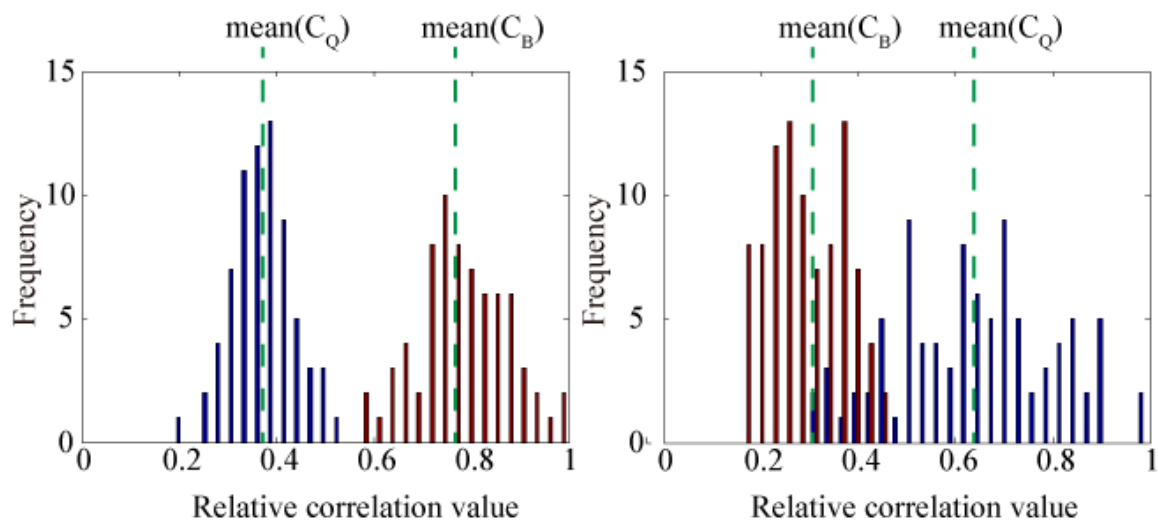 mean(C_Q) mean(C_B)
15
10
5
0
Frequency
0 0.2 0.4 0.6 0.8 1
Relative correlation value
mean(C_B) mean(C_Q)
15
10
5
0
Frequency
0 0.2 0.4 0.6 0.8 1
Relative correlation value